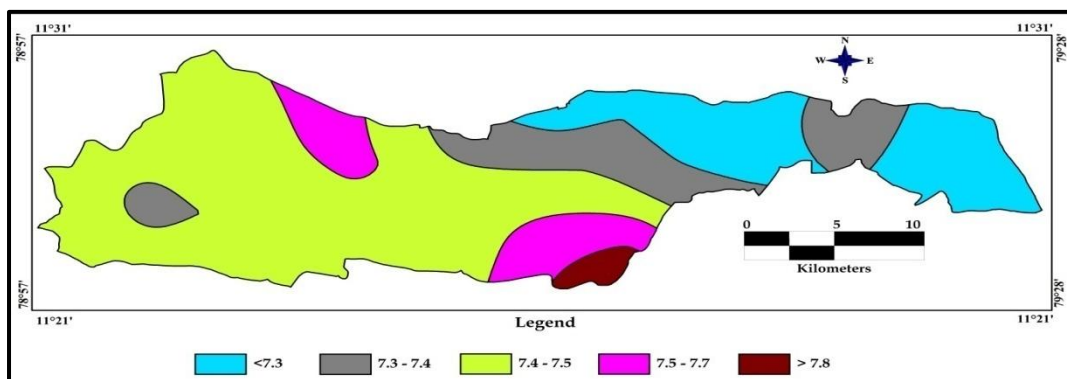 11°31' 11°31'
78°57' 79°28'
N
W E
S
0 5 10
Kilometers
78°57' 79°28'
11°21' 11°21'
Legend
<7.3 7.3 - 7.4 7.4 - 7.5 7.5 - 7.7 > 7.8